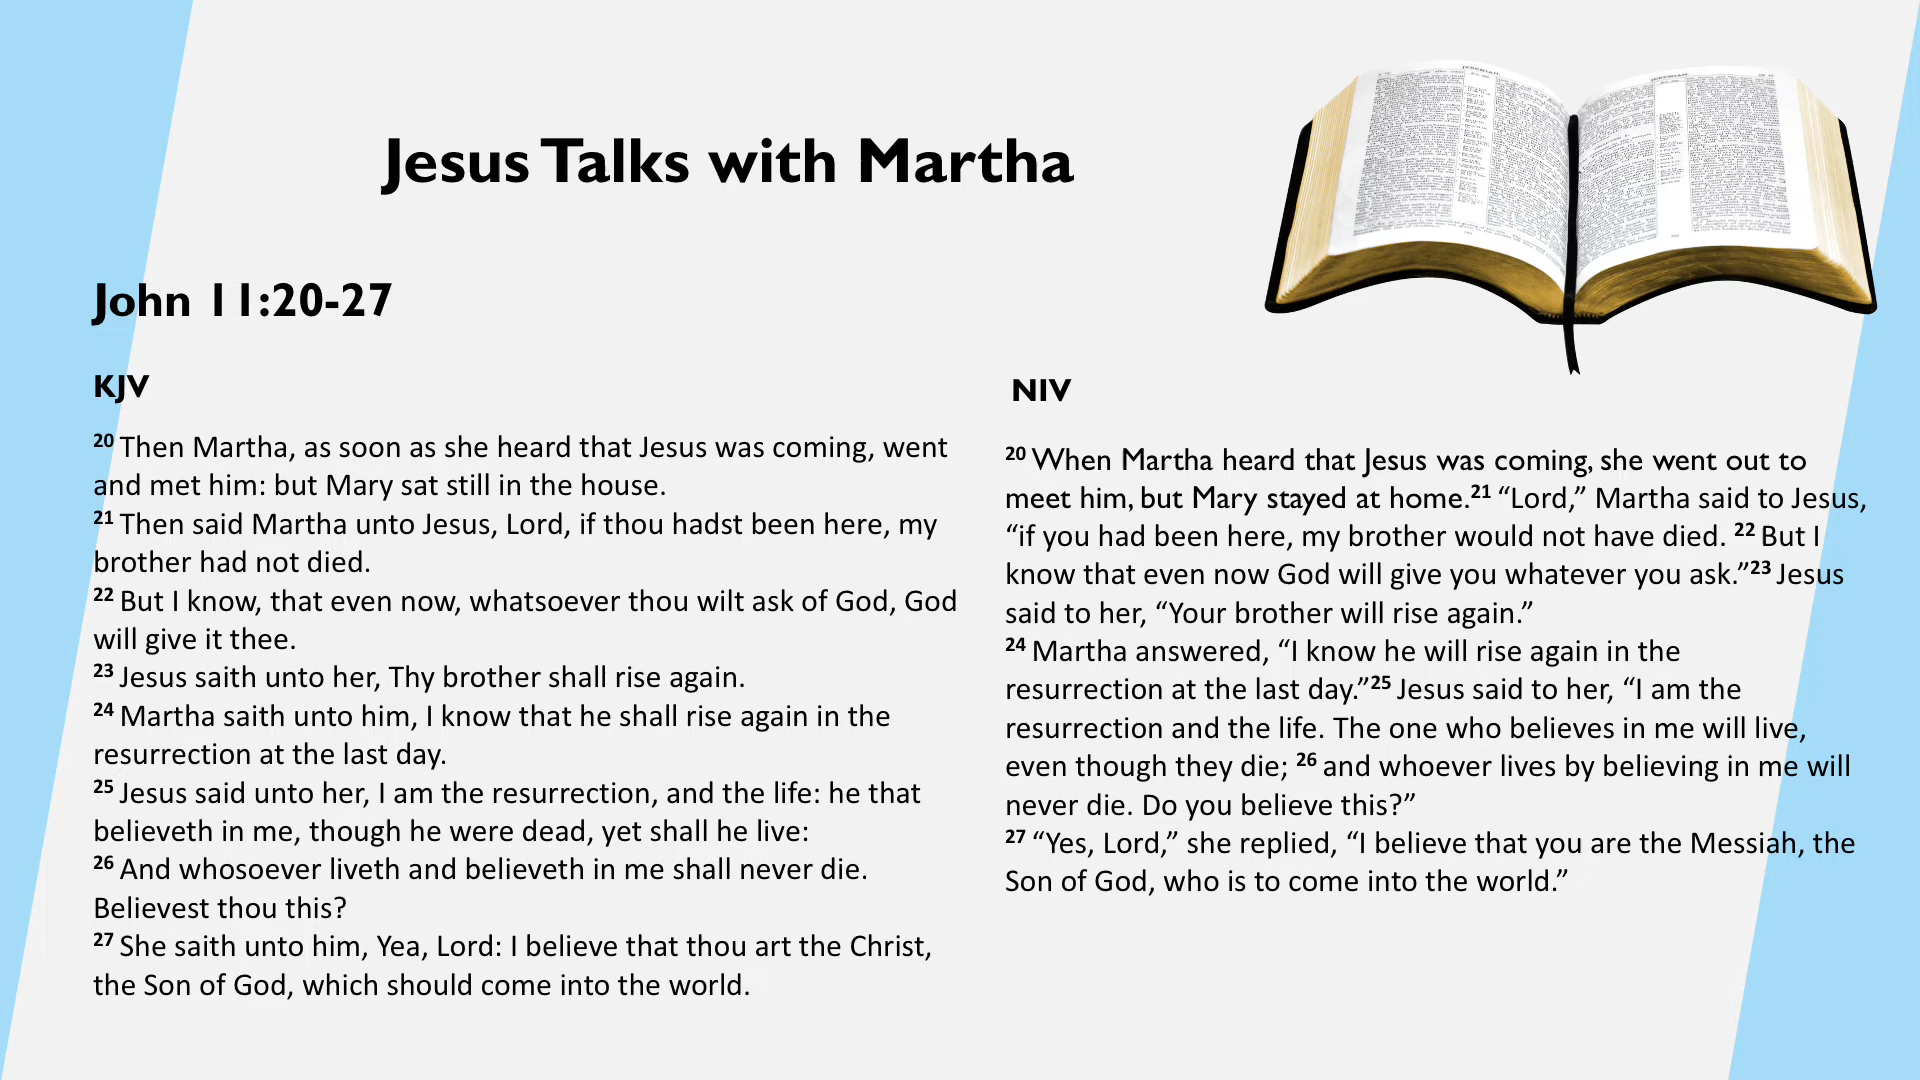 Jesus Talks with Martha
John 11:20-27
KJV
20 Then Martha, as soon as she heard that Jesus was coming, went
and met him: but Mary sat still in the house.
21 Then said Martha unto Jesus, Lord, if thou hadst been here, my
brother had not died.
22 But I know, that even now, whatsoever thou wilt ask of God, God
will give it thee.
23 Jesus saith unto her, Thy brother shall rise again.
24 Martha saith unto him, I know that he shall rise again in the
resurrection at the last day.
25 Jesus said unto her, I am the resurrection, and the life: he that
believeth in me, though he were dead, yet shall he live:
26 And whosoever liveth and believeth in me shall never die.
Believest thou this?
27 She saith unto him, Yea, Lord: I believe that thou art the Christ,
the Son of God, which should come into the world.
NIV
20 When Martha heard that Jesus was coming, she went out to
meet him, but Mary stayed at home.21 “Lord,” Martha said to Jesus,
“if you had been here, my brother would not have died. 22 But I
know that even now God will give you whatever you ask.”23 Jesus
said to her, “Your brother will rise again.”
24 Martha answered, “I know he will rise again in the
resurrection at the last day.”25 Jesus said to her, “I am the
resurrection and the life. The one who believes in me will live,
even though they die; 26 and whoever lives by believing in me will
never die. Do you believe this?”
27 “Yes, Lord,” she replied, “I believe that you are the Messiah, the
Son of God, who is to come into the world.”
JEREMIAH
JEREMIAH